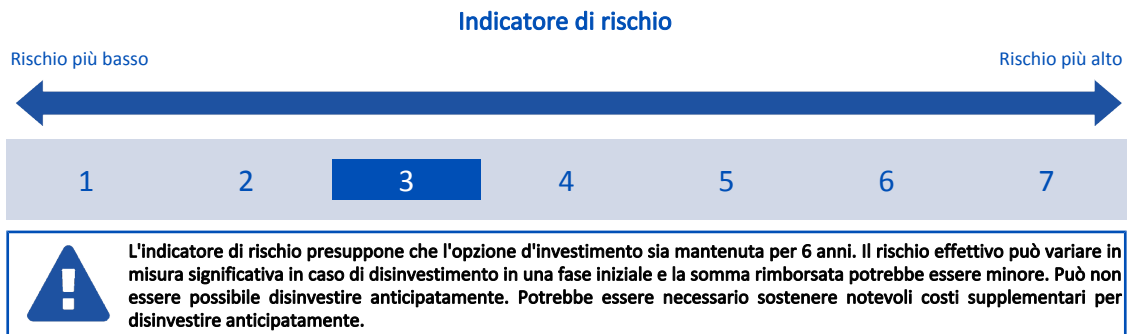 Indicatore di rischio
Rischio più basso Rischio più alto
1 2 3 4 5 6 7
L'indicatore di rischio presuppone che l'opzione d'investimento sia mantenuta per 6 anni. Il rischio effettivo può variare in
misura significativa in caso di disinvestimento in una fase iniziale e la somma rimborsata potrebbe essere minore. Può non
essere possibile disinvestire anticipatamente. Potrebbe essere necessario sostenere notevoli costi supplementari per
disinvestire anticipatamente.